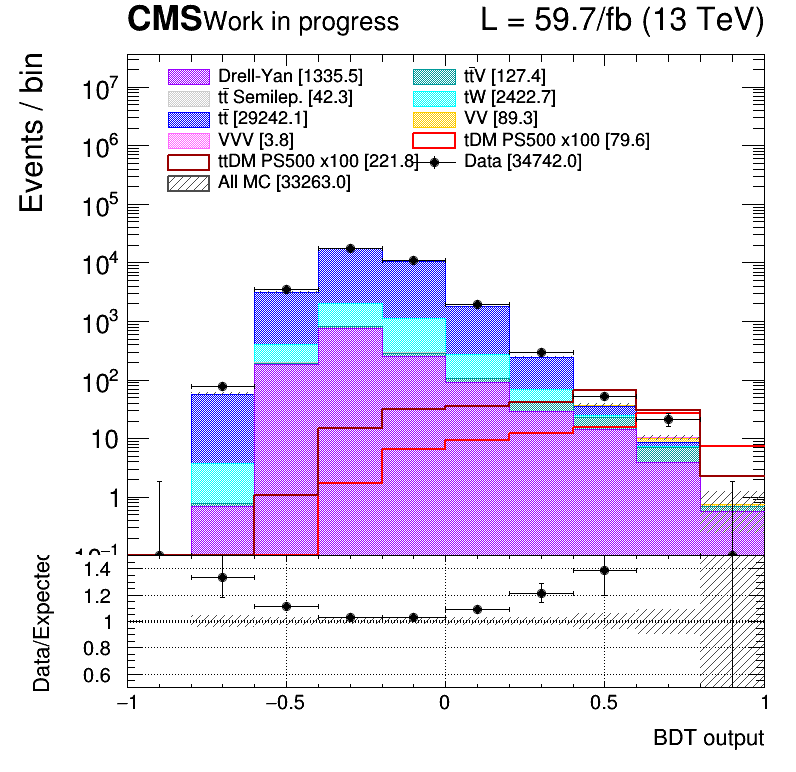 CMS Work in progress L = 59.7/fb (13 TeV)
Events / bin
Drell-Yan [1335.5] tt̄V [127.4]
tt̄ Semilep. [42.3] tW [2422.7]
tt̄ [29242.1] VV [89.3]
VVV [3.8] tDM PS500 x100 [79.6]
ttDM PS500 x100 [221.8] Data [34742.0]
All MC [33263.0]
10⁷
10⁶
10⁵
10⁴
10³
10²
10
1
10⁻¹
Data/Expected
1.4
1.2
1
0.8
0.6
−1 −0.5 0 0.5 1
BDT output